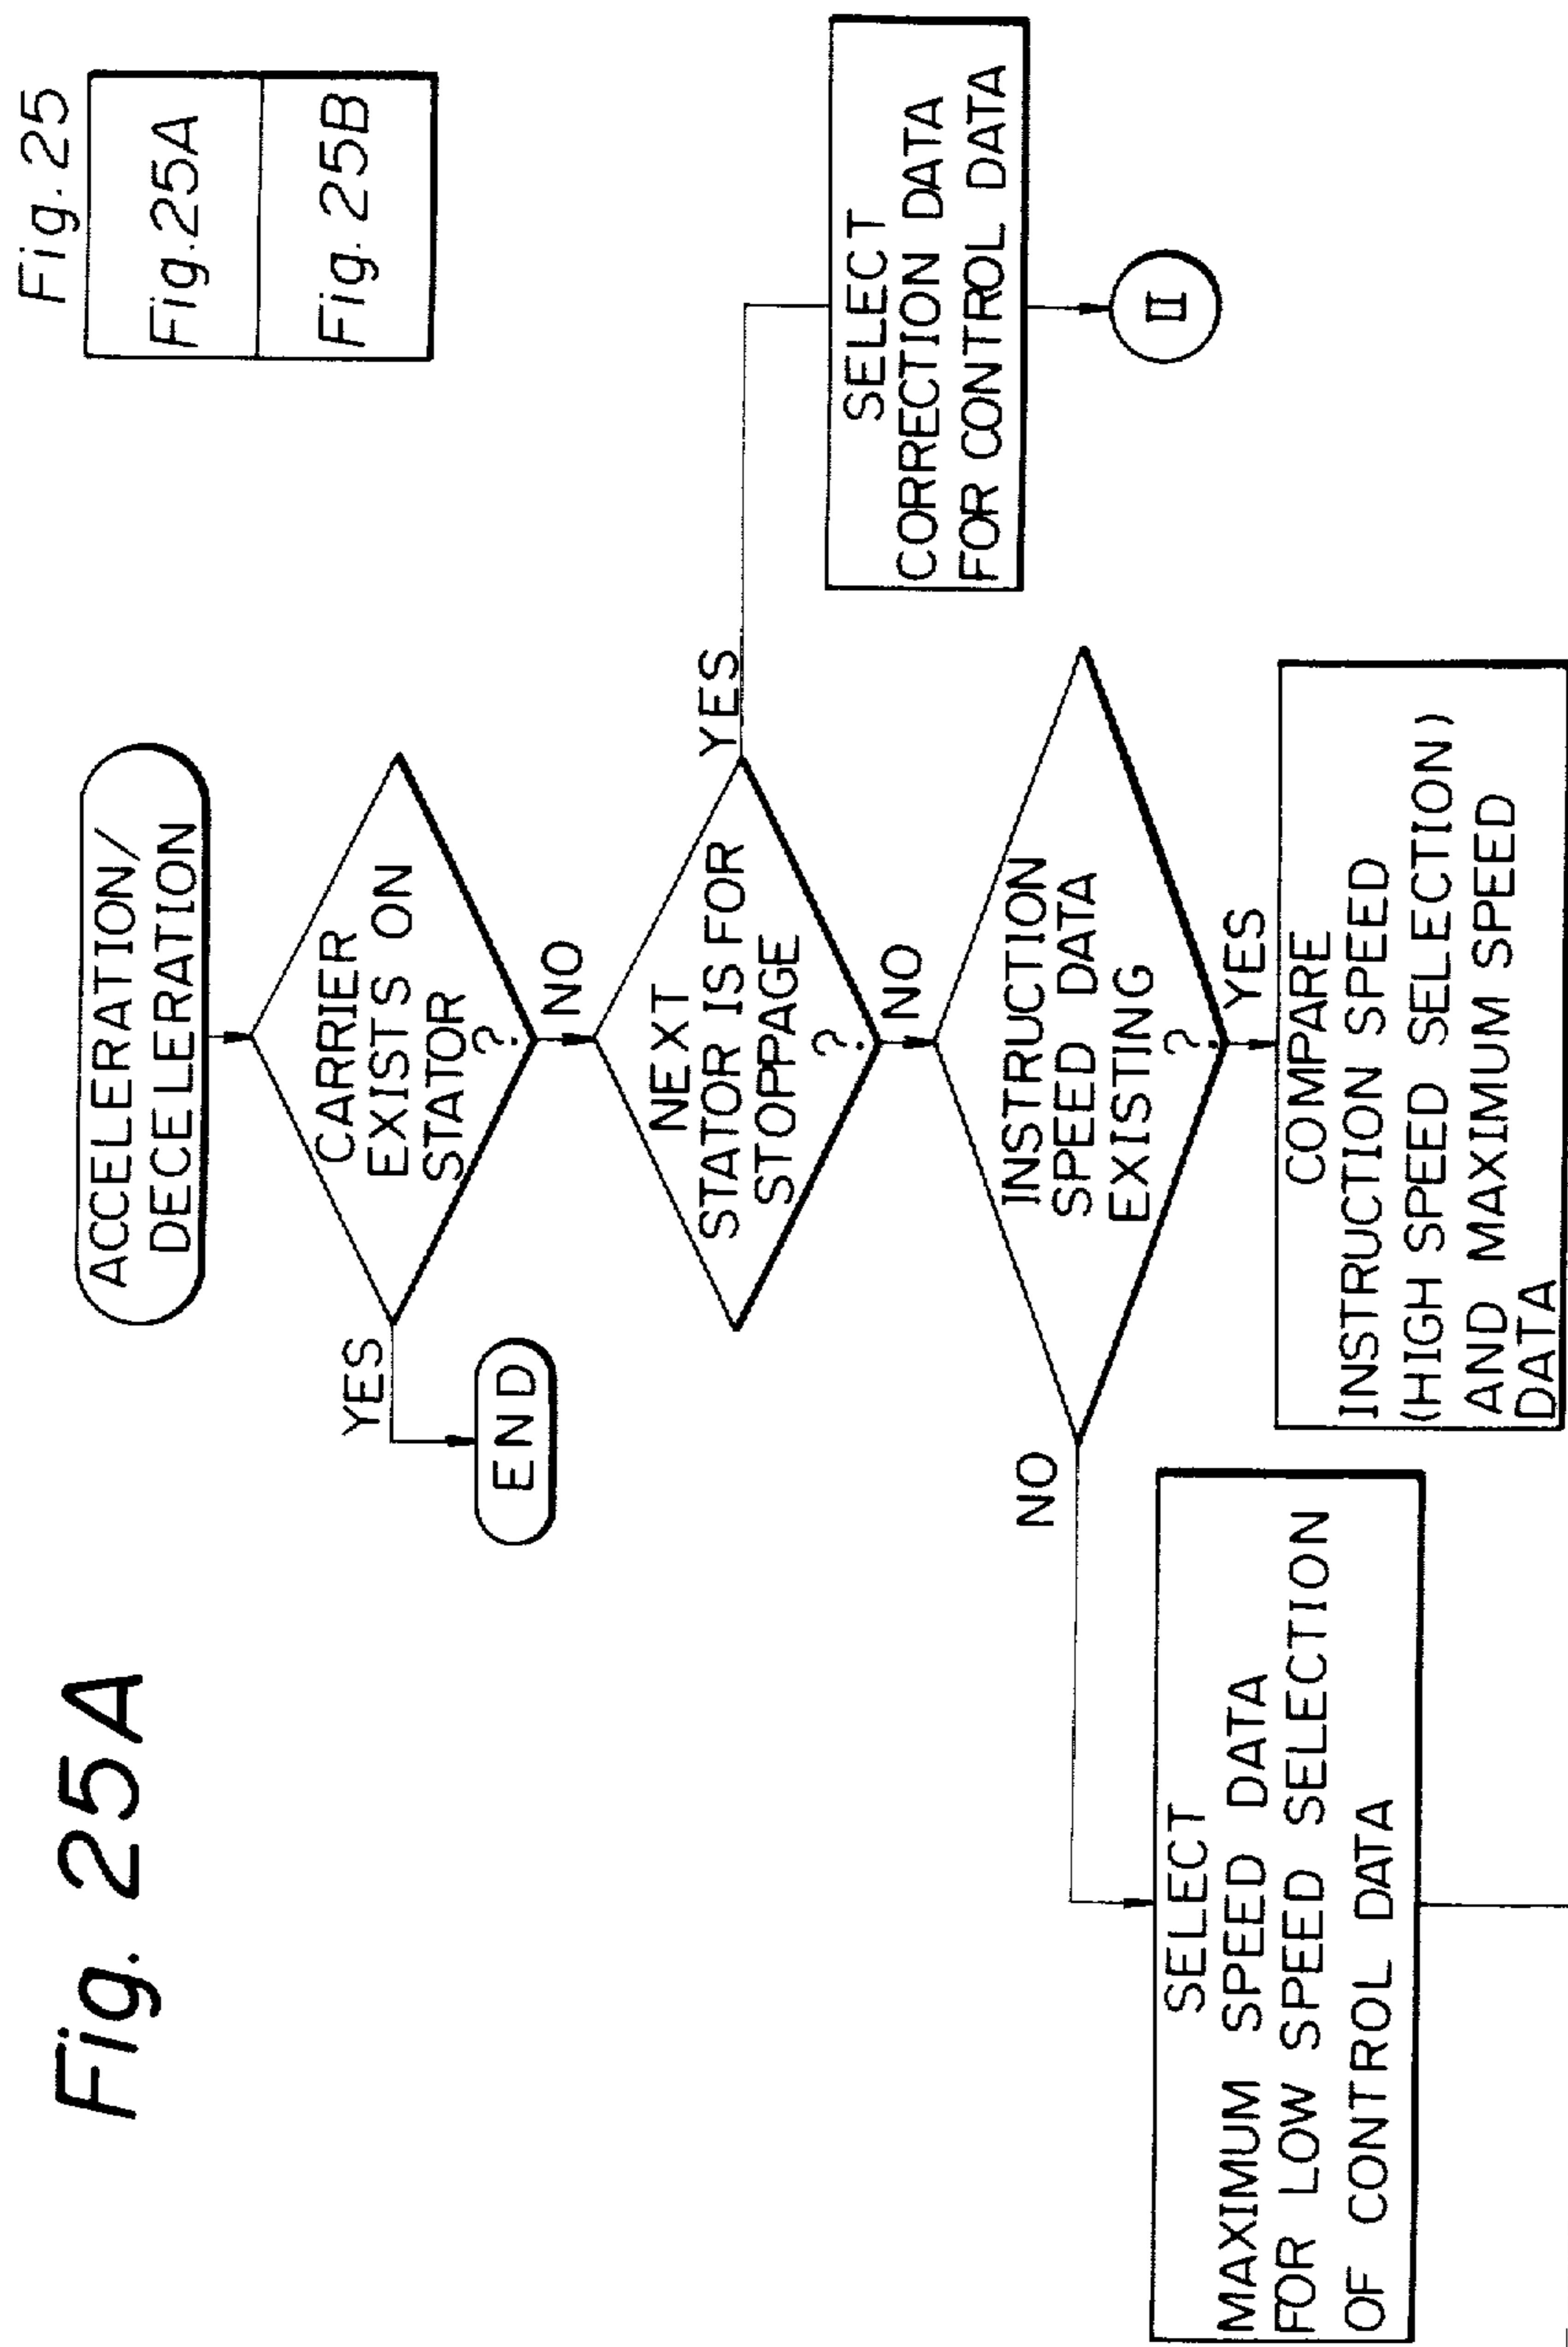 Fig. 25A
Fig. 25
Fig. 25A
Fig. 25B
ACCELERATION/
DECELERATION
CARRIER
EXISTS ON
STATOR
?
YES
END
NO
NEXT
STATOR IS FOR
STOPPAGE
?
YES
SELECT
CORRECTION DATA
FOR CONTROL DATA
II
NO
INSTRUCTION
SPEED DATA
EXISTING
?
NO
SELECT
MAXIMUM SPEED DATA
FOR LOW SPEED SELECTION
OF CONTROL DATA
YES
COMPARE
INSTRUCTION SPEED
(HIGH SPEED SELECTION)
AND MAXIMUM SPEED
DATA